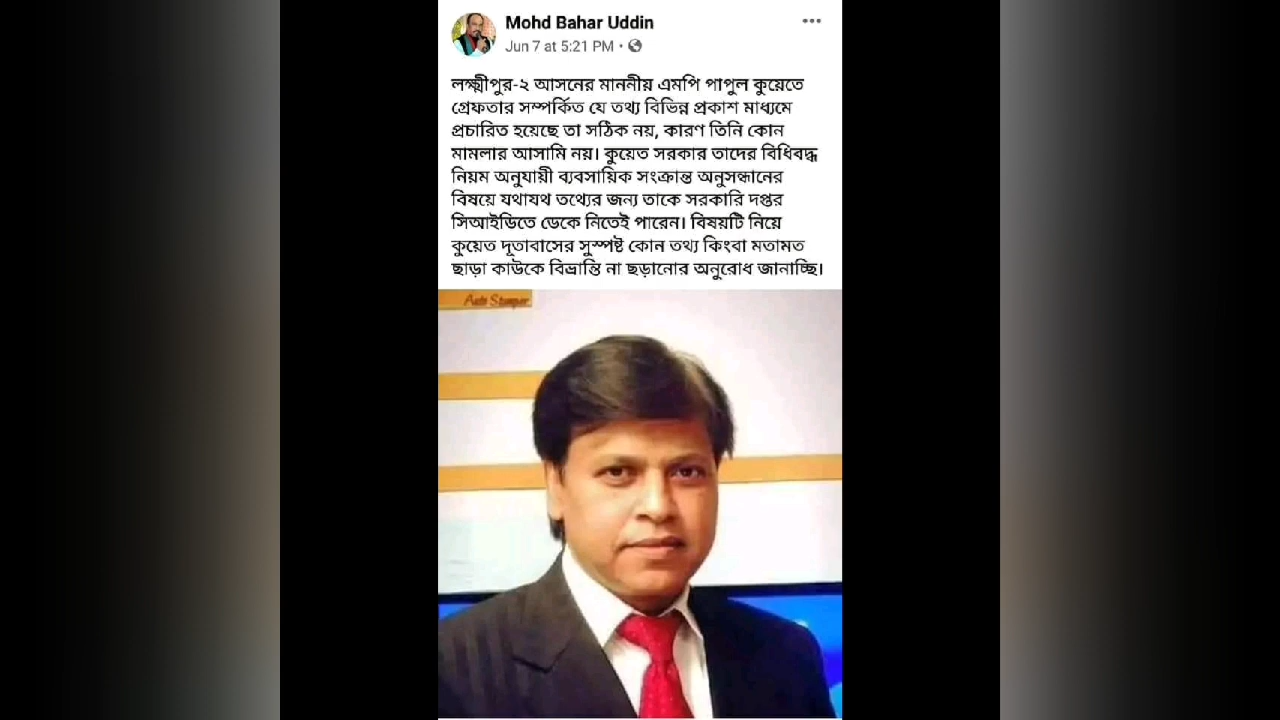 Mohd Bahar Uddin
Jun 7 at 5:21 PM
লক্ষ্মীপুর-২ আসনের মাননীয় এমপি পাপুল কুয়েতে
গ্রেফতার সম্পর্কিত যে তথ্য বিভিন্ন প্রকাশ মাধ্যমে
প্রচারিত হয়েছে তা সঠিক নয়, কারণ তিনি কোন
মামলার আসামি নয়। কুয়েত সরকার তাদের বিধিবদ্ধ
নিয়ম অনুযায়ী ব্যবসায়িক সংক্রান্ত অনুসন্ধানের
বিষয়ে যথাযথ তথ্যের জন্য তাকে সরকারি দপ্তর
সিআইডিতে ডেকে নিতেই পারেন। বিষয়টি নিয়ে
কুয়েত দূতাবাসের সুস্পষ্ট কোন তথ্য কিংবা মতামত
ছাড়া কাউকে বিভ্রান্তি না ছড়ানোর অনুরোধ জানাচ্ছি।